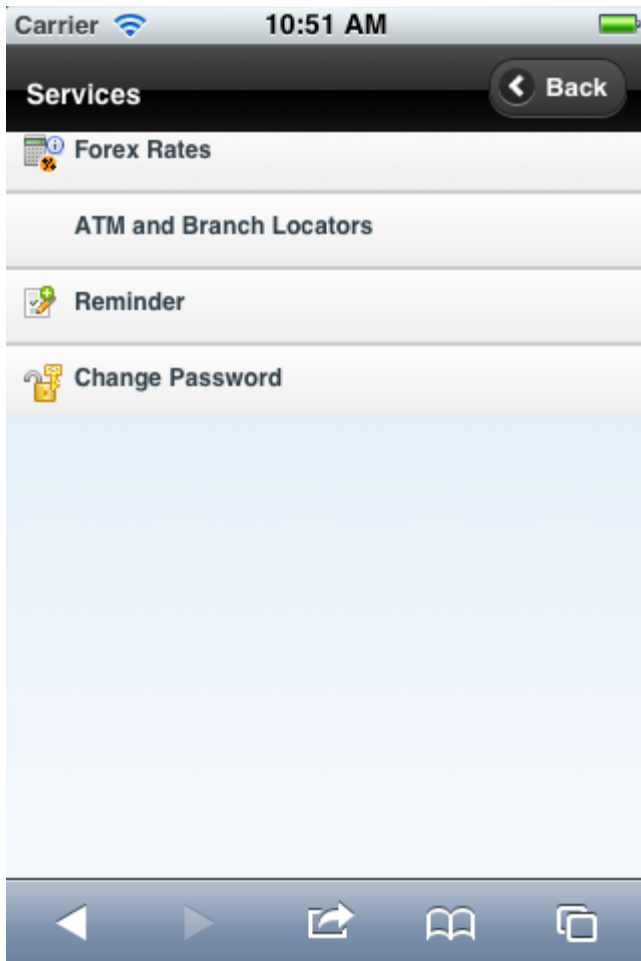 Carrier 10:51 AM
Services
Back
Forex Rates
ATM and Branch Locators
Reminder
Change Password